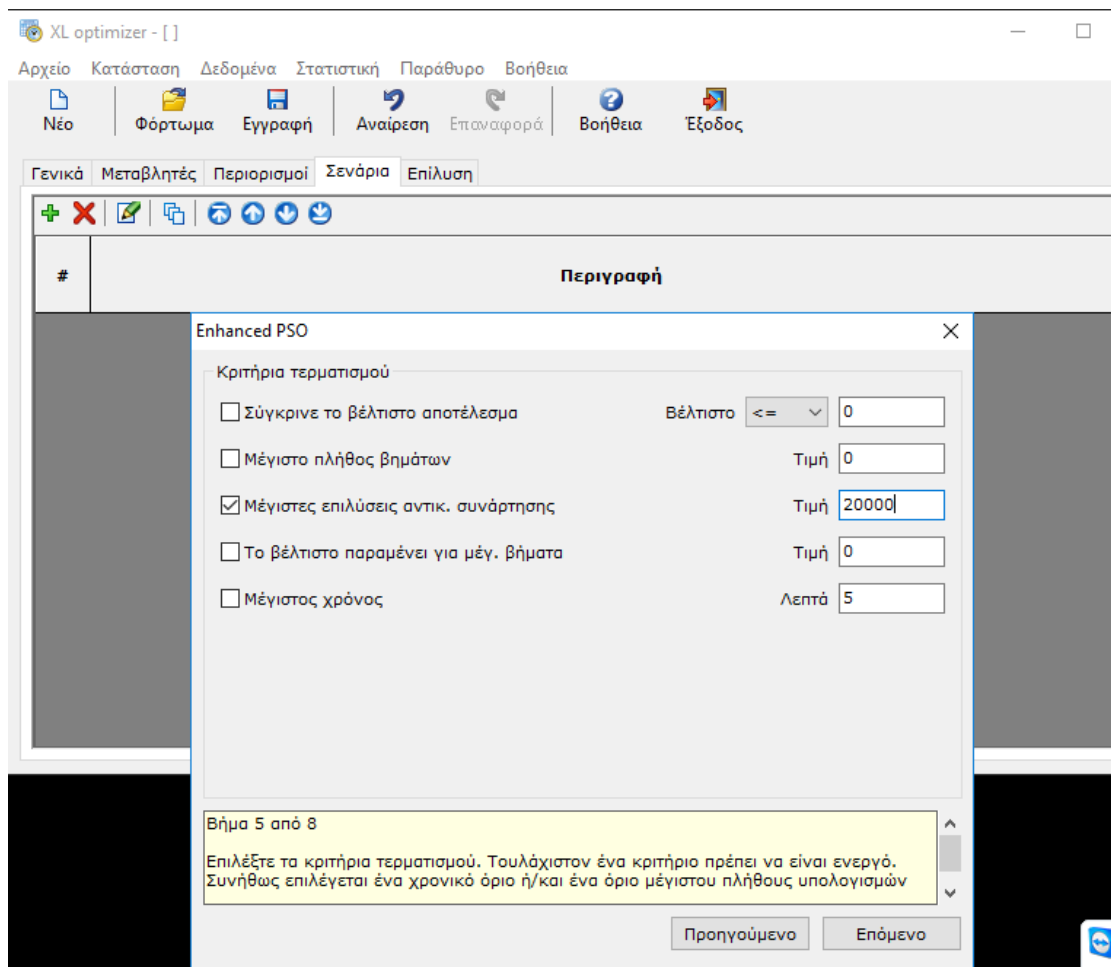 XL optimizer - [ ]
Αρχείο Κατάσταση Δεδομένα Στατιστική Παράθυρο Βοήθεια
Νέο Φόρτωμα Εγγραφή Αναίρεση Επαναφορά Βοήθεια Έξοδος
Γενικά Μεταβλητές Περιορισμοί Σενάρια Επίλυση
# Περιγραφή
Enhanced PSO
Κριτήρια τερματισμού
Σύγκρινε το βέλτιστο αποτέλεσμα Βέλτιστο <= 0
Μέγιστο πλήθος βημάτων Τιμή 0
Μέγιστες επιλύσεις αντικ. συνάρτησης Τιμή 20000
Το βέλτιστο παραμένει για μέγ. βήματα Τιμή 0
Μέγιστος χρόνος Λεπτά 5
Βήμα 5 από 8
Επιλέξτε τα κριτήρια τερματισμού. Τουλάχιστον ένα κριτήριο πρέπει να είναι ενεργό.
Συνήθως επιλέγεται ένα χρονικό όριο ή/και ένα όριο μέγιστου πλήθους υπολογισμών
Προηγούμενο Επόμενο